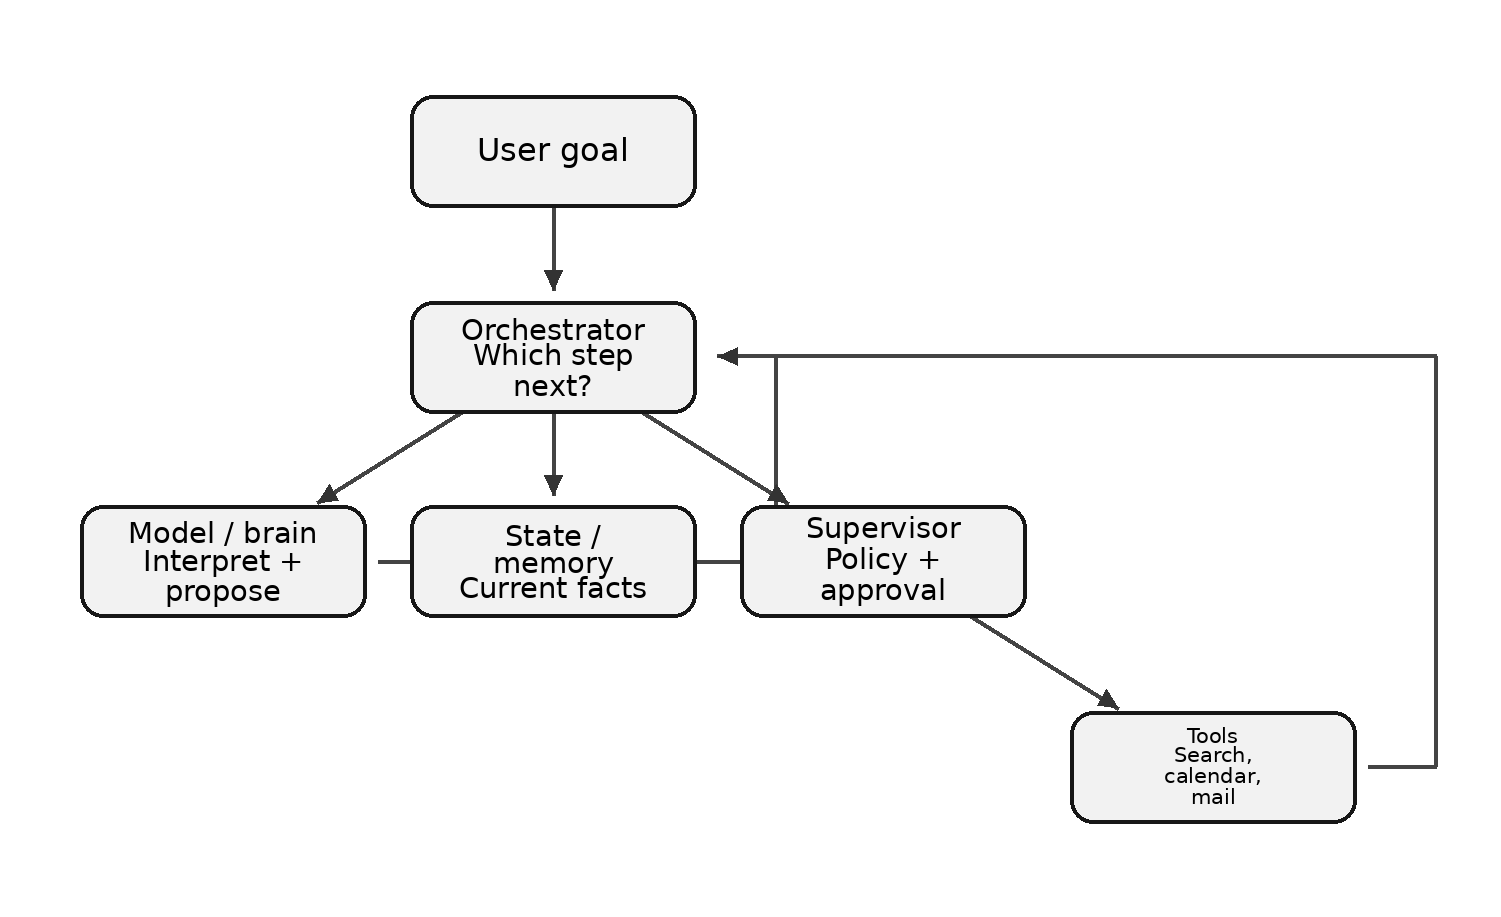 User goal
Orchestrator
Which step
next?
Model / brain
Interpret +
propose
State /
memory
Current facts
Supervisor
Policy +
approval
Tools
Search,
calendar,
mail